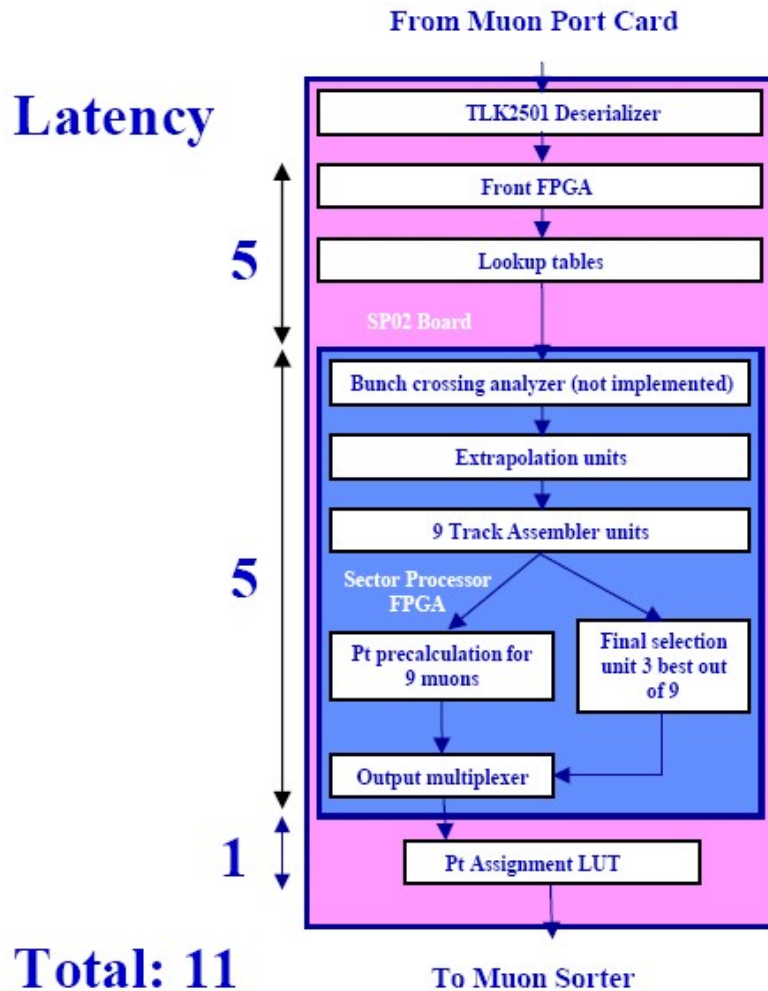 From Muon Port Card
Latency
TLK2501 Deserializer
Front FPGA
5
Lookup tables
SP02 Board
Bunch crossing analyzer (not implemented)
Extrapolation units
9 Track Assembler units
5
Sector Processor
FPGA
Pt precalculation for
9 muons
Final selection
unit 3 best out
of 9
Output multiplexer
1
Pt Assignment LUT
Total: 11
To Muon Sorter